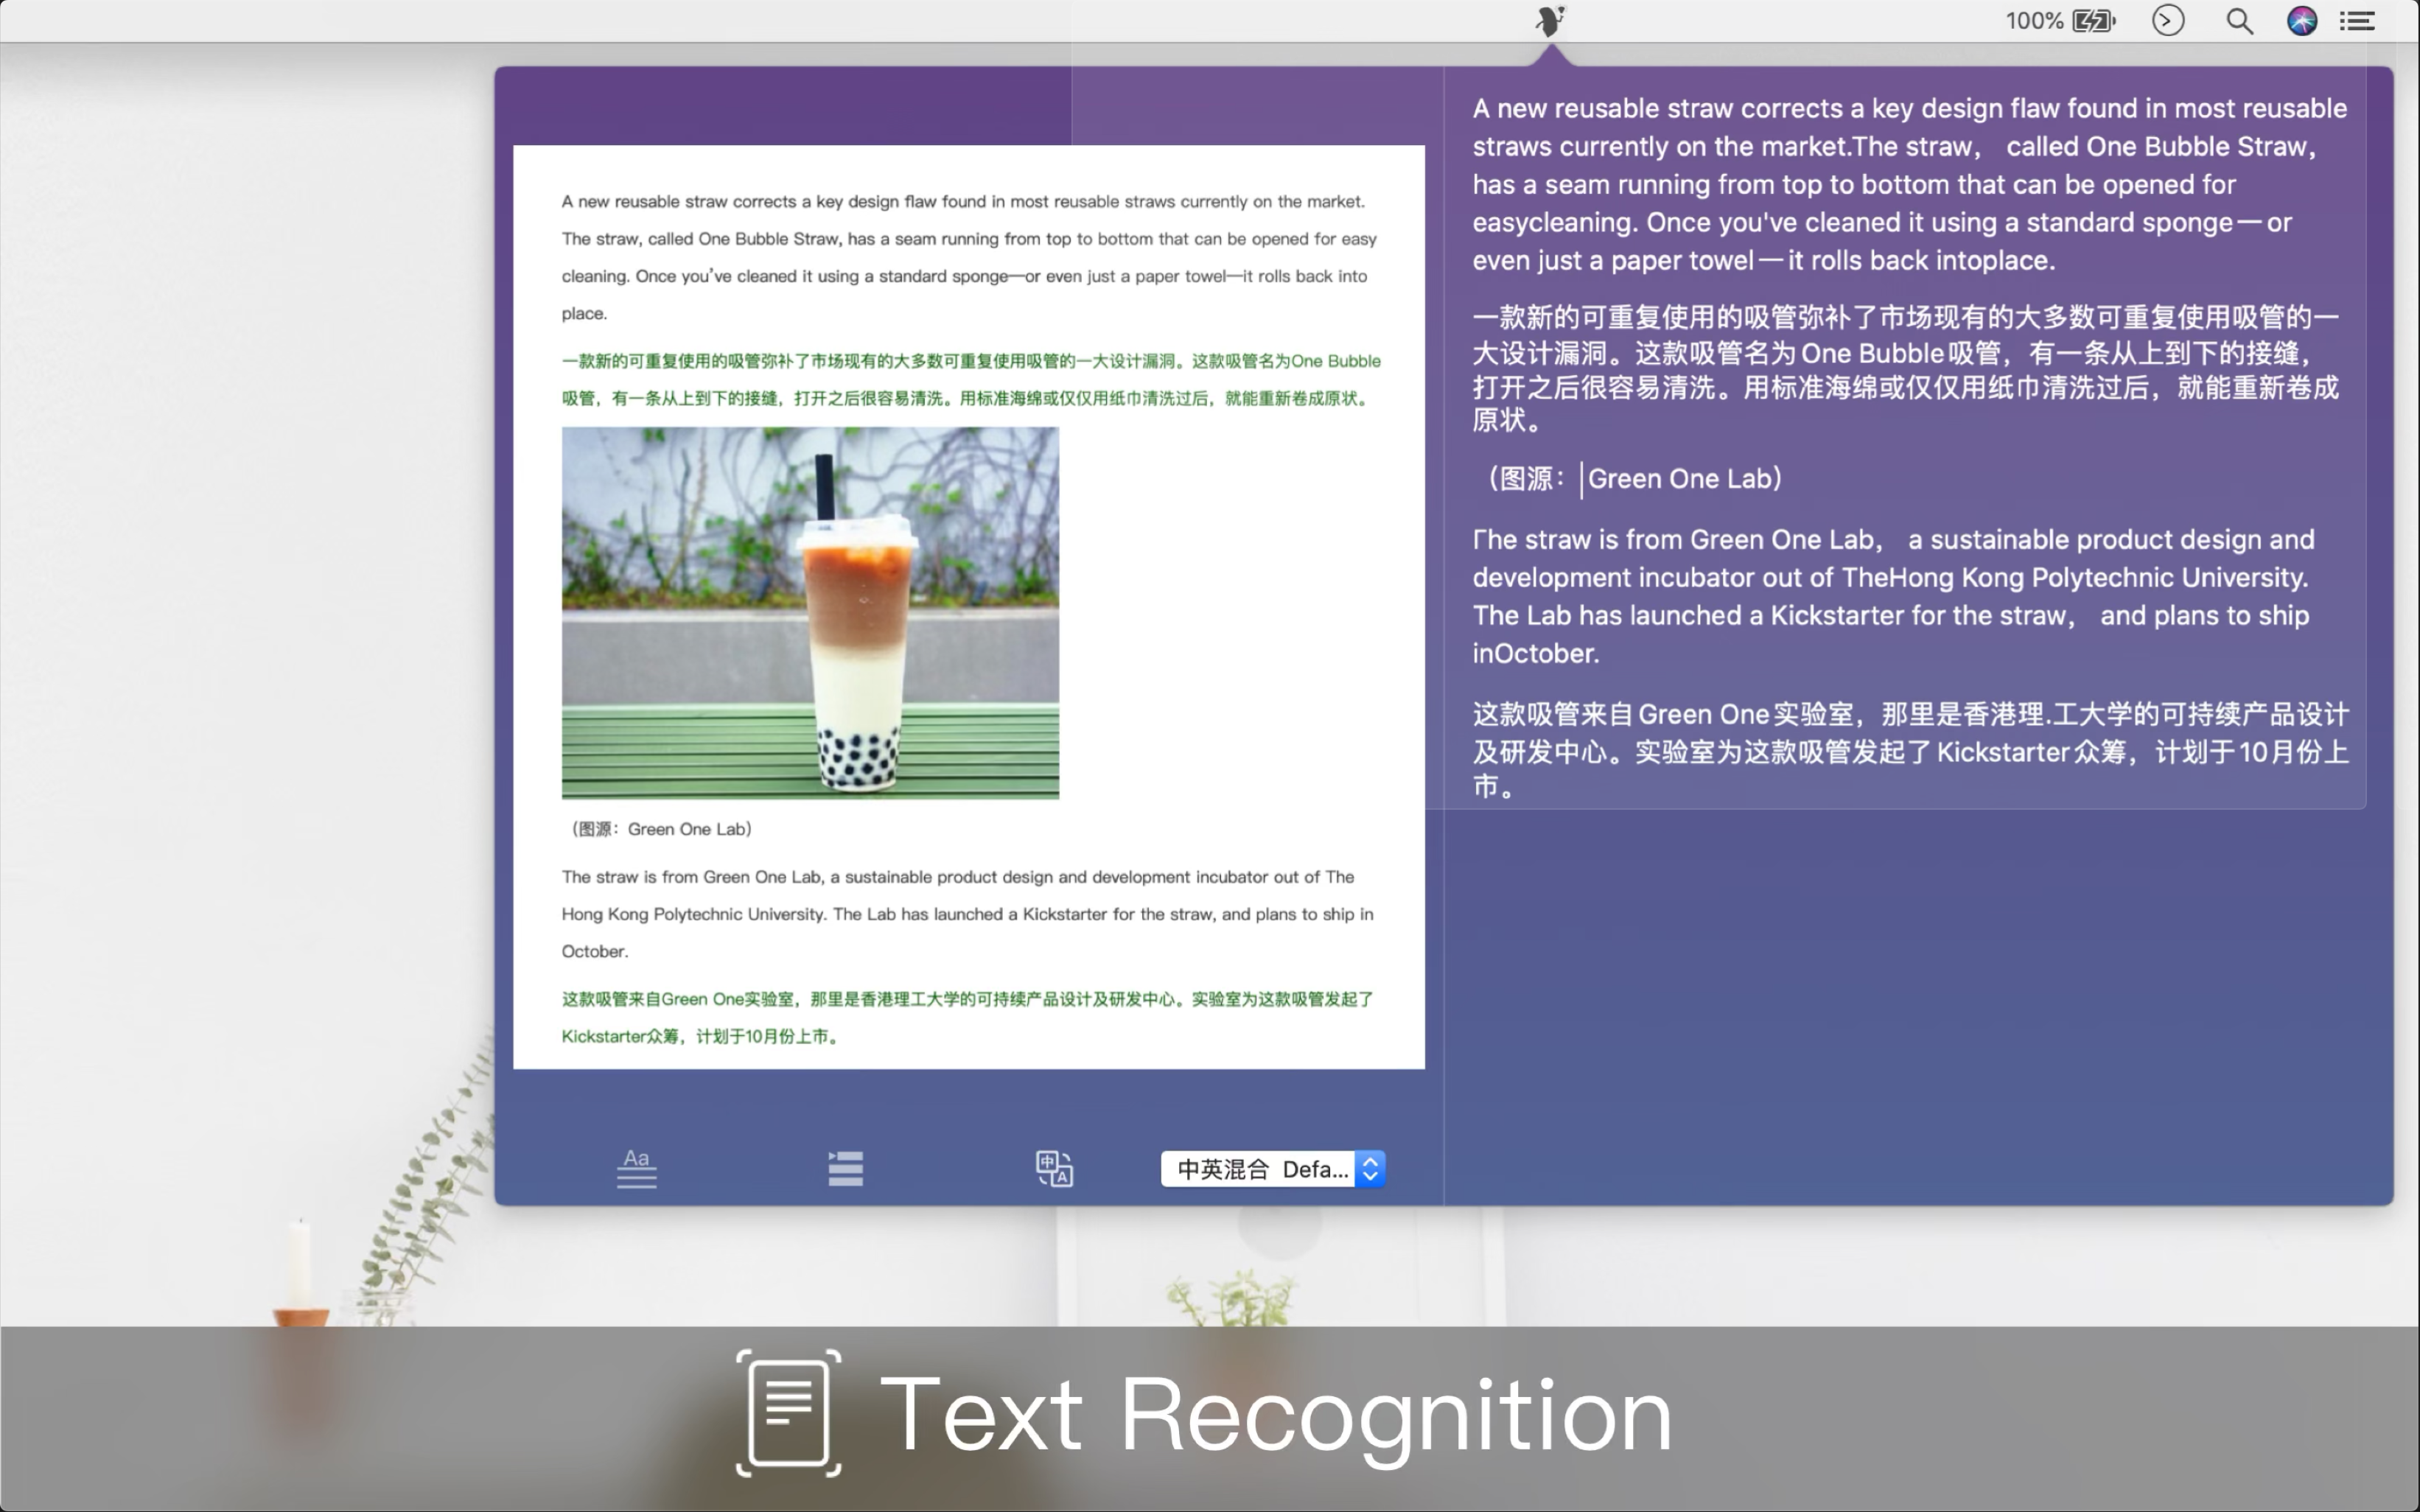 100%
A new reusable straw corrects a key design flaw found in most reusable straws currently on the market.
The straw, called One Bubble Straw, has a seam running from top to bottom that can be opened for easy
cleaning. Once you've cleaned it using a standard sponge—or even just a paper towel—it rolls back into
place.
一款新的可重复使用的吸管弥补了市场现有的大多数可重复使用吸管的一大设计漏洞。这款吸管名为One Bubble
吸管，有一条从上到下的接缝，打开之后很容易清洗。用标准海绵或仅仅用纸巾清洗过后，就能重新卷成原状。
（图源：Green One Lab）
The straw is from Green One Lab, a sustainable product design and development incubator out of The
Hong Kong Polytechnic University. The Lab has launched a Kickstarter for the straw, and plans to ship in
October.
这款吸管来自Green One实验室，那里是香港理工大学的可持续产品设计及研发中心。实验室为这款吸管发起了
Kickstarter众筹，计划于10月份上市。
Aa
中 A
中英混合 Defa...
A new reusable straw corrects a key design flaw found in most reusable
straws currently on the market.The straw， called One Bubble Straw，
has a seam running from top to bottom that can be opened for
easycleaning. Once you've cleaned it using a standard sponge—or
even just a paper towel—it rolls back intoplace.
一款新的可重复使用的吸管弥补了市场现有的大多数可重复使用吸管的一
大设计漏洞。这款吸管名为One Bubble吸管，有一条从上到下的接缝，
打开之后很容易清洗。用标准海绵或仅仅用纸巾清洗过后，就能重新卷成
原状。
（图源：Green One Lab）
The straw is from Green One Lab， a sustainable product design and
development incubator out of TheHong Kong Polytechnic University.
The Lab has launched a Kickstarter for the straw， and plans to ship
inOctober.
这款吸管来自Green One实验室，那里是香港理.工大学的可持续产品设计
及研发中心。实验室为这款吸管发起了Kickstarter众筹，计划于10月份上
市。
Text Recognition